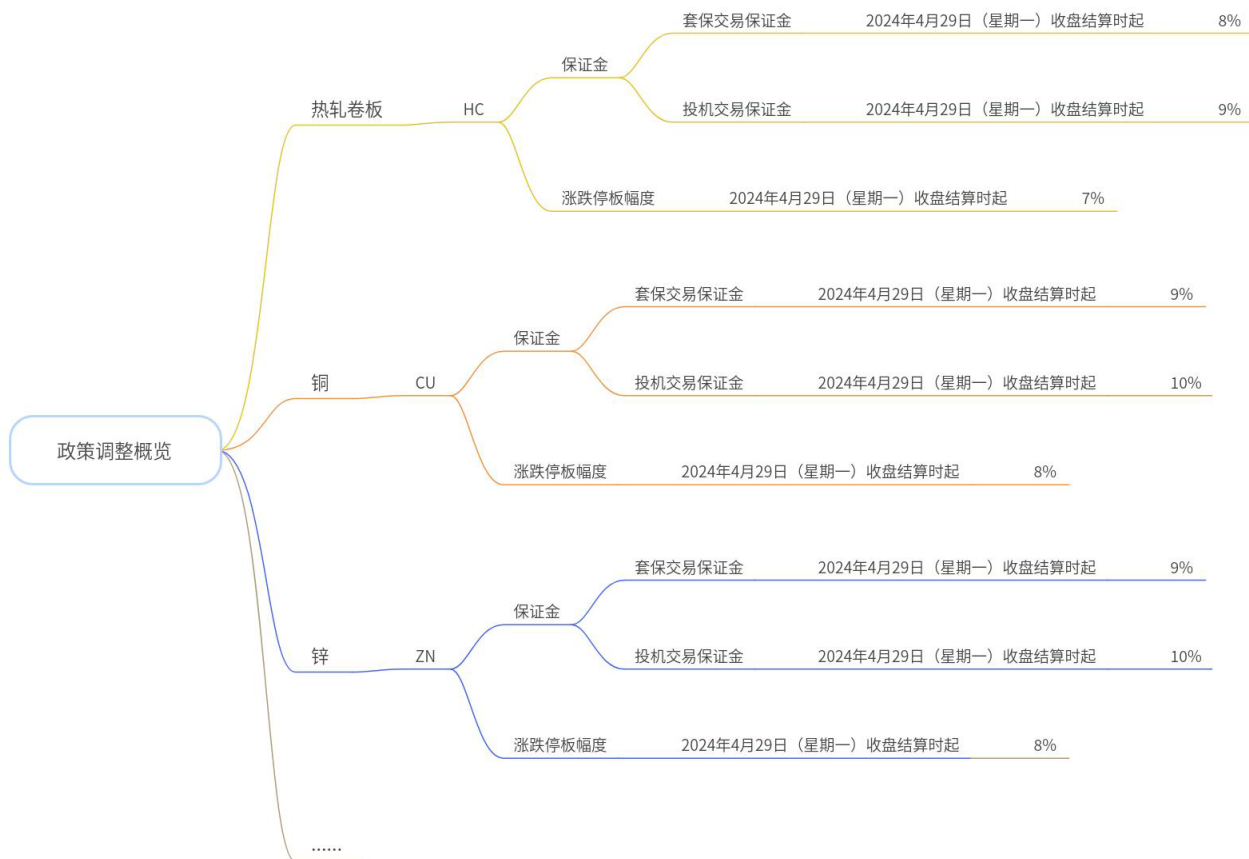 套保交易保证金 2024年4月29日（星期一）收盘结算时起 8%
保证金
热轧卷板 HC 投机交易保证金 2024年4月29日（星期一）收盘结算时起 9%
涨跌停板幅度 2024年4月29日（星期一）收盘结算时起 7%
套保交易保证金 2024年4月29日（星期一）收盘结算时起 9%
保证金
铜 CU 投机交易保证金 2024年4月29日（星期一）收盘结算时起 10%
政策调整概览
涨跌停板幅度 2024年4月29日（星期一）收盘结算时起 8%
套保交易保证金 2024年4月29日（星期一）收盘结算时起 9%
保证金
锌 ZN 投机交易保证金 2024年4月29日（星期一）收盘结算时起 10%
涨跌停板幅度 2024年4月29日（星期一）收盘结算时起 8%
......